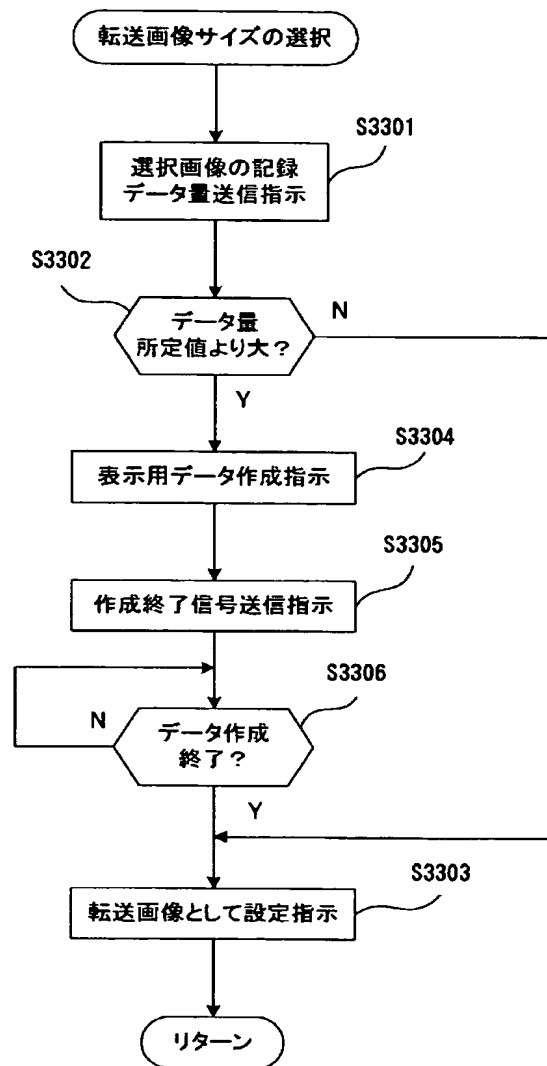 転送画像サイズの選択
S3301
選択画像の記録
データ量送信指示
S3302
データ量
所定値より大?
N
Y
S3304
表示用データ作成指示
S3305
作成終了信号送信指示
S3306
データ作成
終了?
N
Y
S3303
転送画像として設定指示
リターン